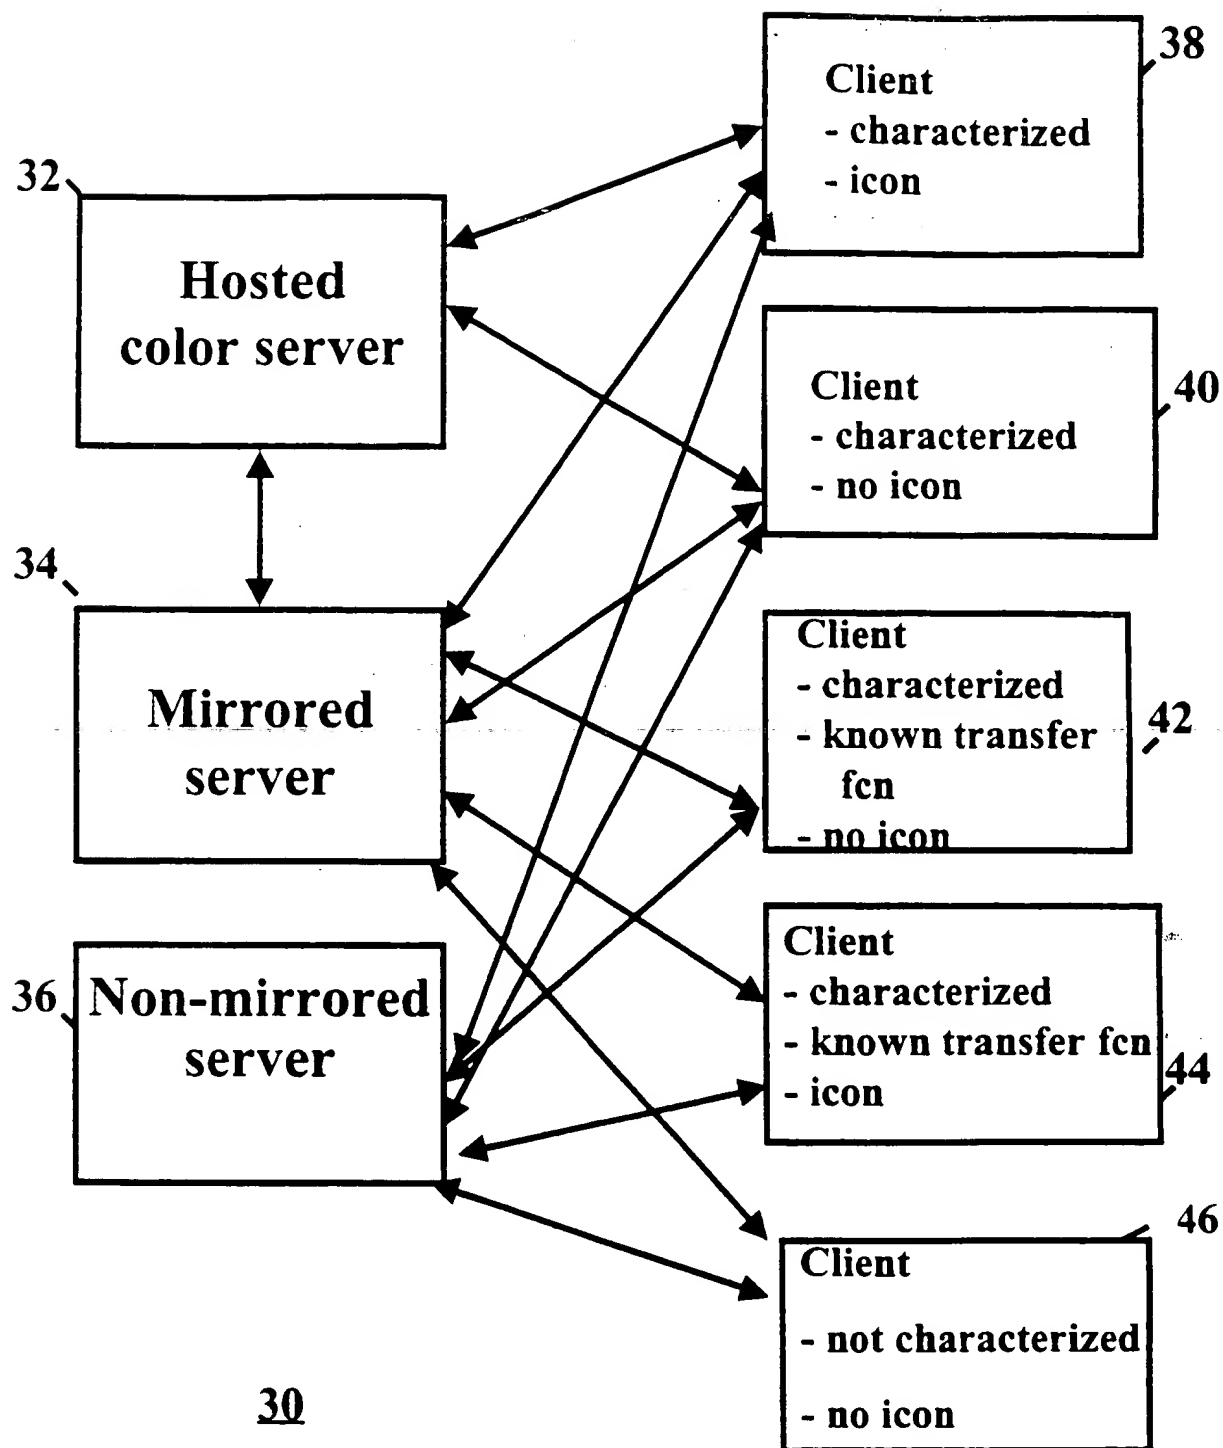 38
Client
- characterized
- icon
32
Hosted
color server
40
Client
- characterized
- no icon
34
Mirrored
server
42
Client
- characterized
- known transfer
fcn
- no icon
36
Non-mirrored
server
Client
- characterized
- known transfer fcn
- icon
44
46
Client
- not characterized
- no icon
30